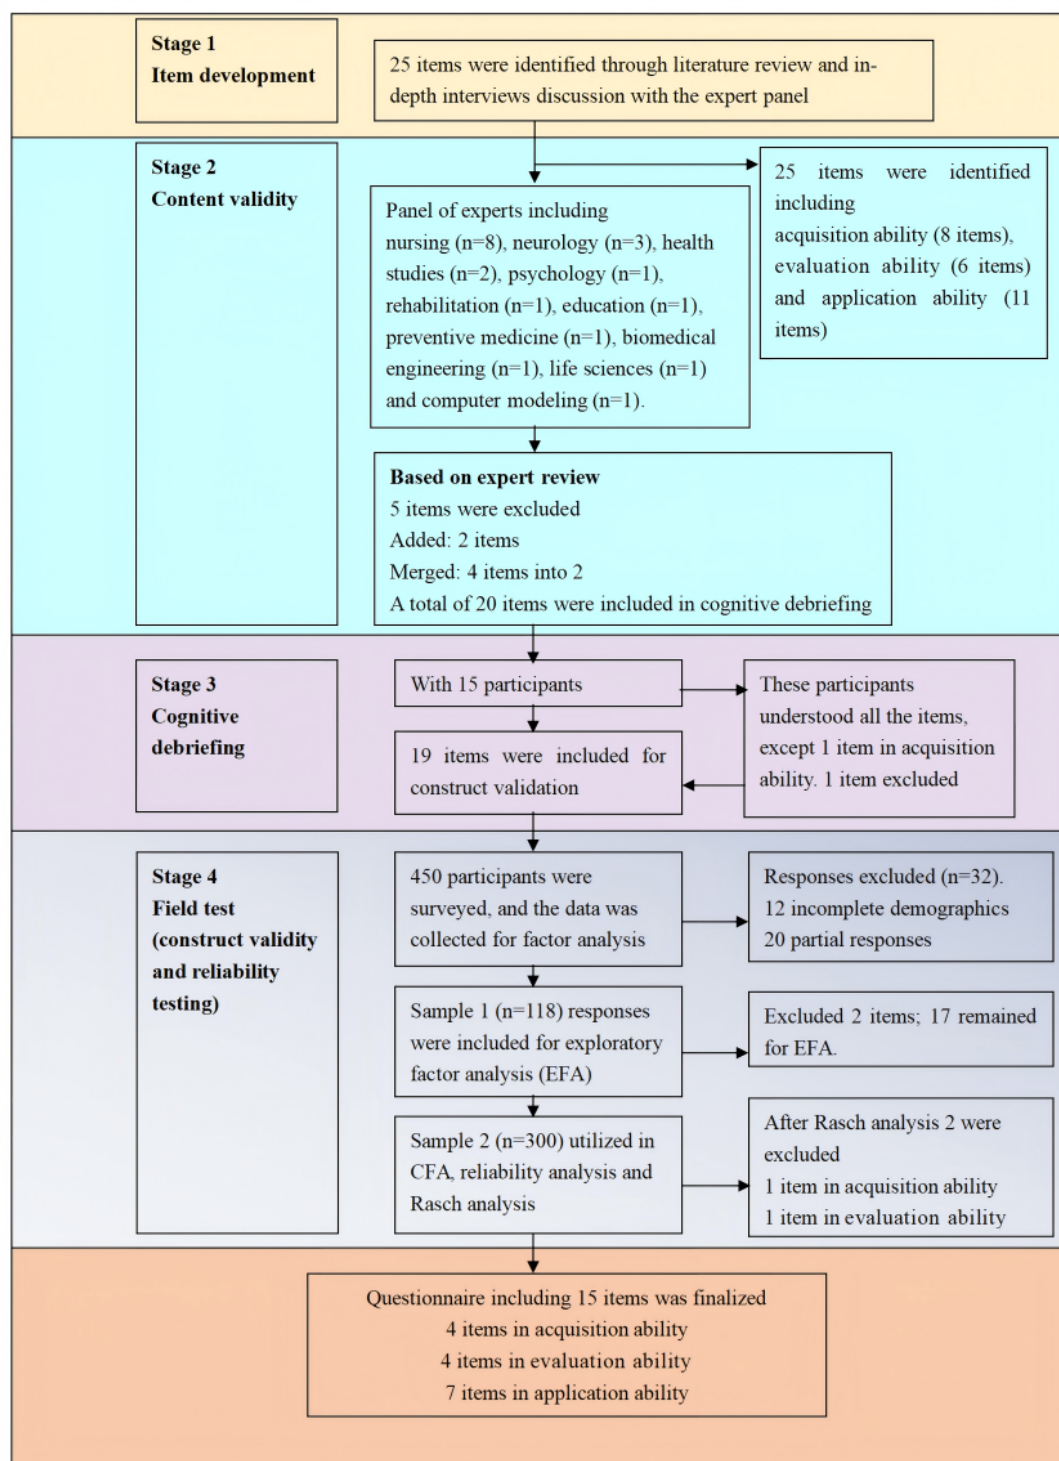 Stage 1
Item development
25 items were identified through literature review and in-
depth interviews discussion with the expert panel
Stage 2
Content validity
25 items were identified
including
acquisition ability (8 items),
evaluation ability (6 items)
and application ability (11
items)
Panel of experts including
nursing (n=8), neurology (n=3), health
studies (n=2), psychology (n=1),
rehabilitation (n=1), education (n=1),
preventive medicine (n=1), biomedical
engineering (n=1), life sciences (n=1)
and computer modeling (n=1).
Based on expert review
5 items were excluded
Added: 2 items
Merged: 4 items into 2
A total of 20 items were included in cognitive debriefing
Stage 3
Cognitive
debriefing
With 15 participants
These participants
understood all the items,
except 1 item in acquisition
ability. 1 item excluded
19 items were included for
construct validation
Stage 4
Field test
(construct validity
and reliability
testing)
450 participants were
surveyed, and the data was
collected for factor analysis
Responses excluded (n=32).
12 incomplete demographics
20 partial responses
Sample 1 (n=118) responses
were included for exploratory
factor analysis (EFA)
Excluded 2 items; 17 remained
for EFA.
Sample 2 (n=300) utilized in
CFA, reliability analysis and
Rasch analysis
After Rasch analysis 2 were
excluded
1 item in acquisition ability
1 item in evaluation ability
Questionnaire including 15 items was finalized
4 items in acquisition ability
4 items in evaluation ability
7 items in application ability